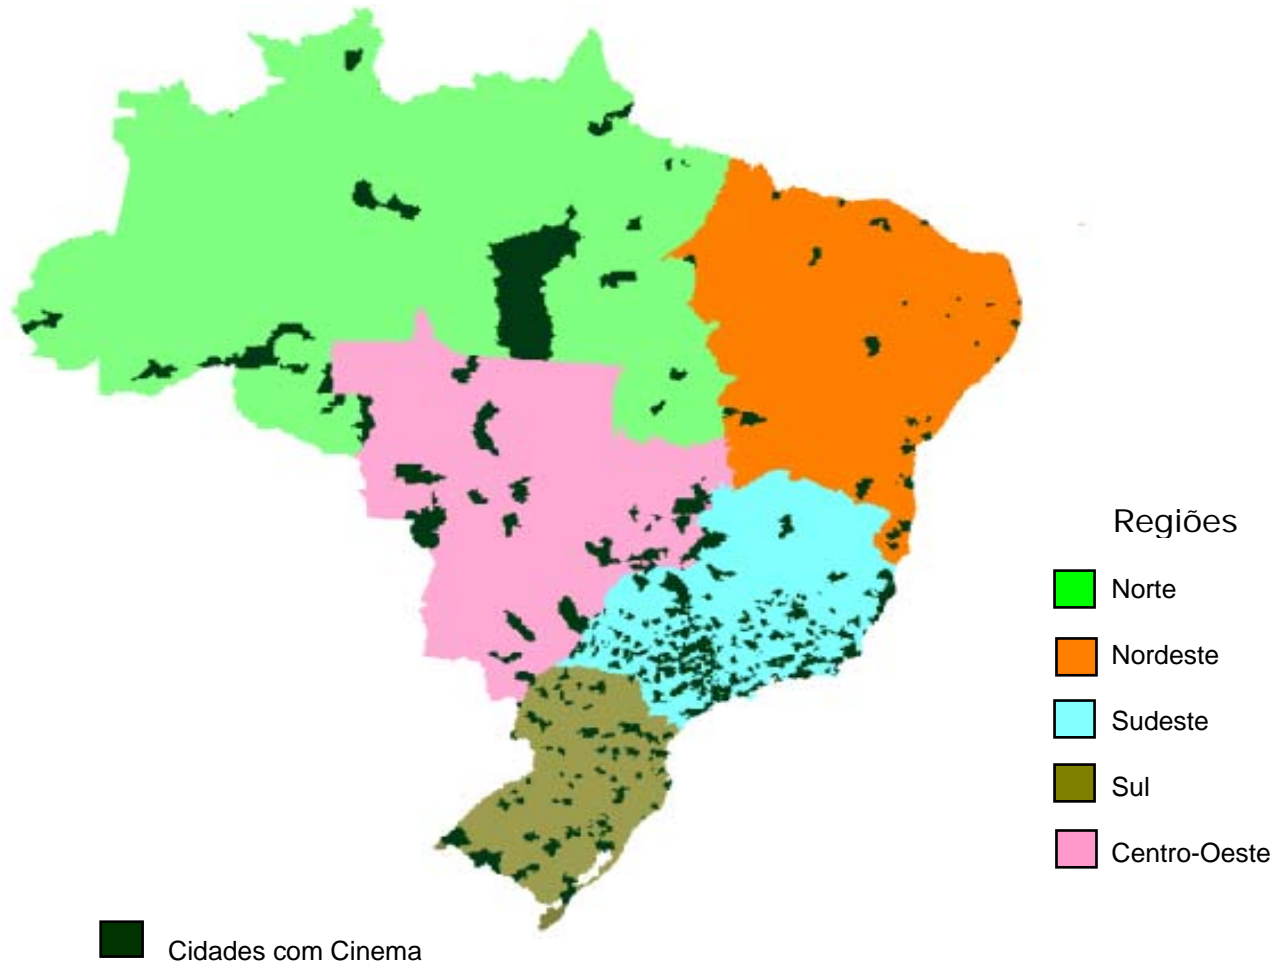 Regiões
Norte
Nordeste
Sudeste
Sul
Centro-Oeste
Cidades com Cinema